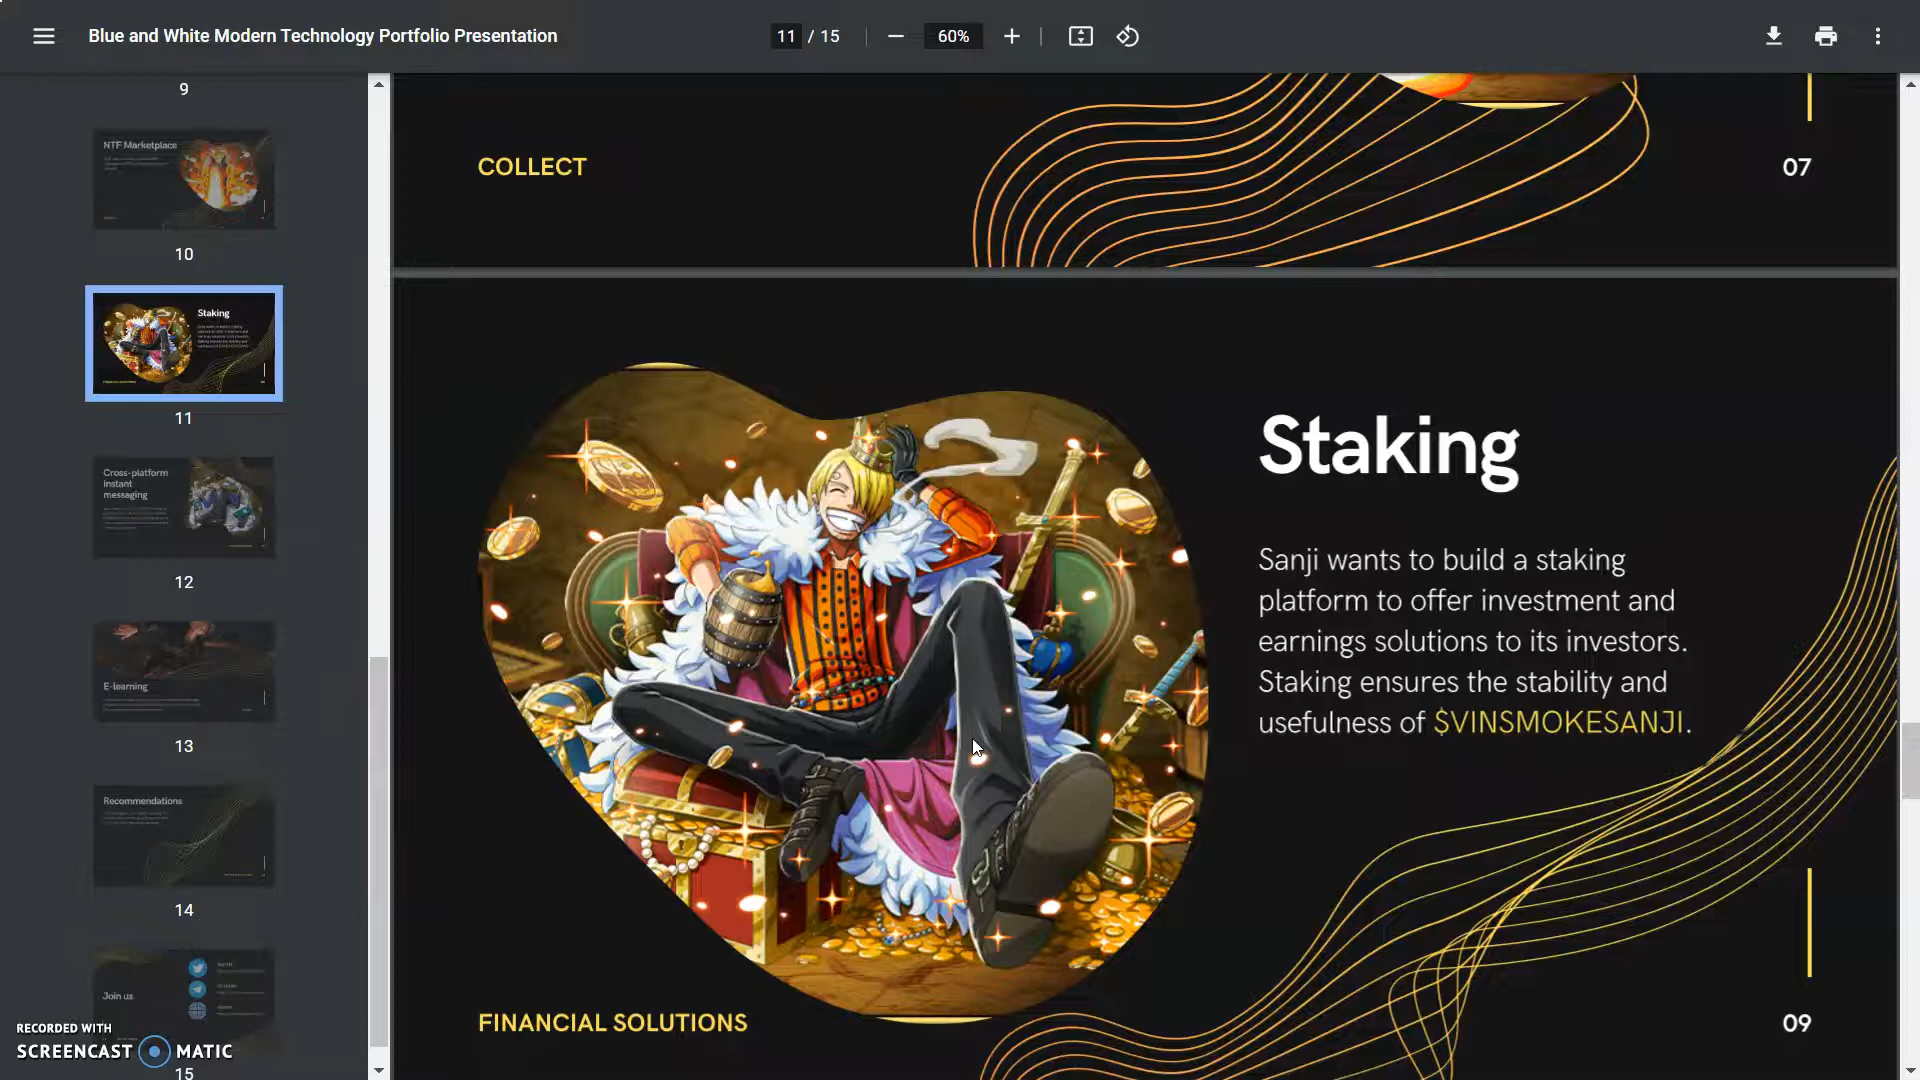 Blue and White Modern Technology Portfolio Presentation
11 / 15
60%
9
NTF Marketplace
10
Staking
11
Cross-platform
instant
messaging
12
E-learning
13
Recommendations
14
Join us
15
RECORDED WITH
SCREENCAST MATIC
COLLECT
07
Staking
Sanji wants to build a staking
platform to offer investment and
earnings solutions to its investors.
Staking ensures the stability and
usefulness of $VINSMOKESANJI.
FINANCIAL SOLUTIONS
09